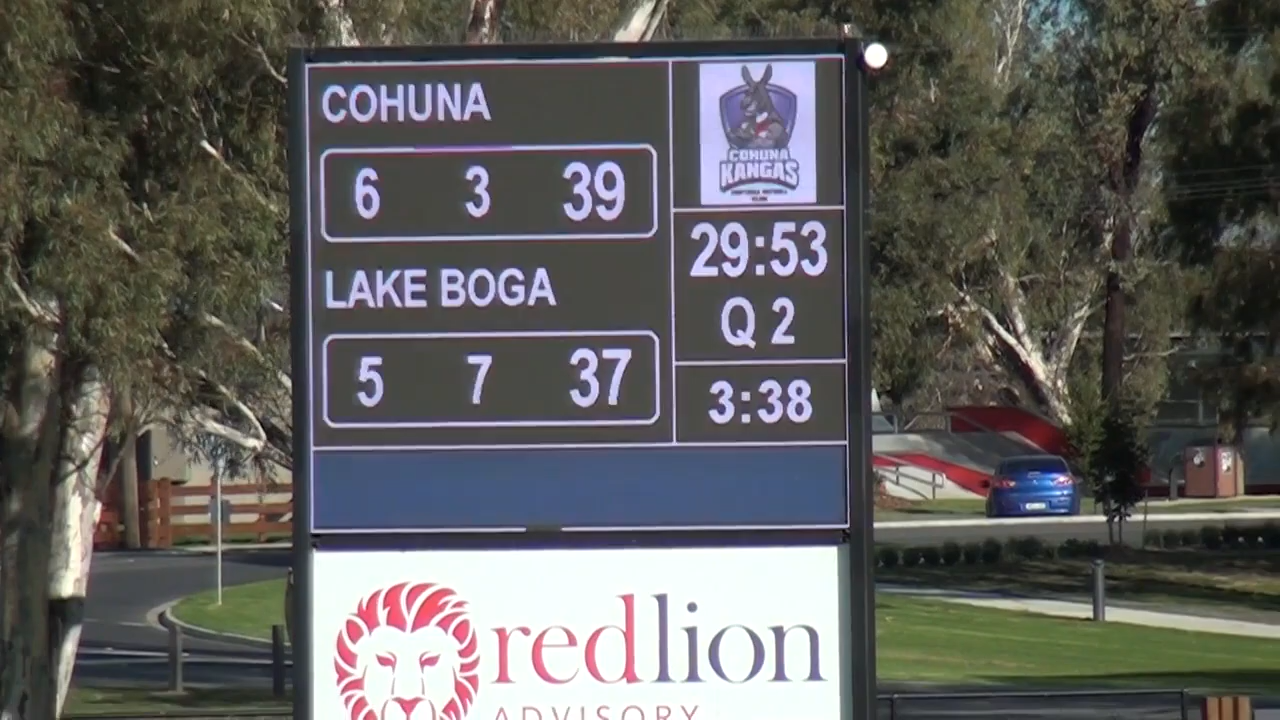 COHUNA
6 3 39
LAKE BOGA
5 7 37
COHUNA
KANGAS
29:53
Q 2
3:38
redlion
ADVISORY